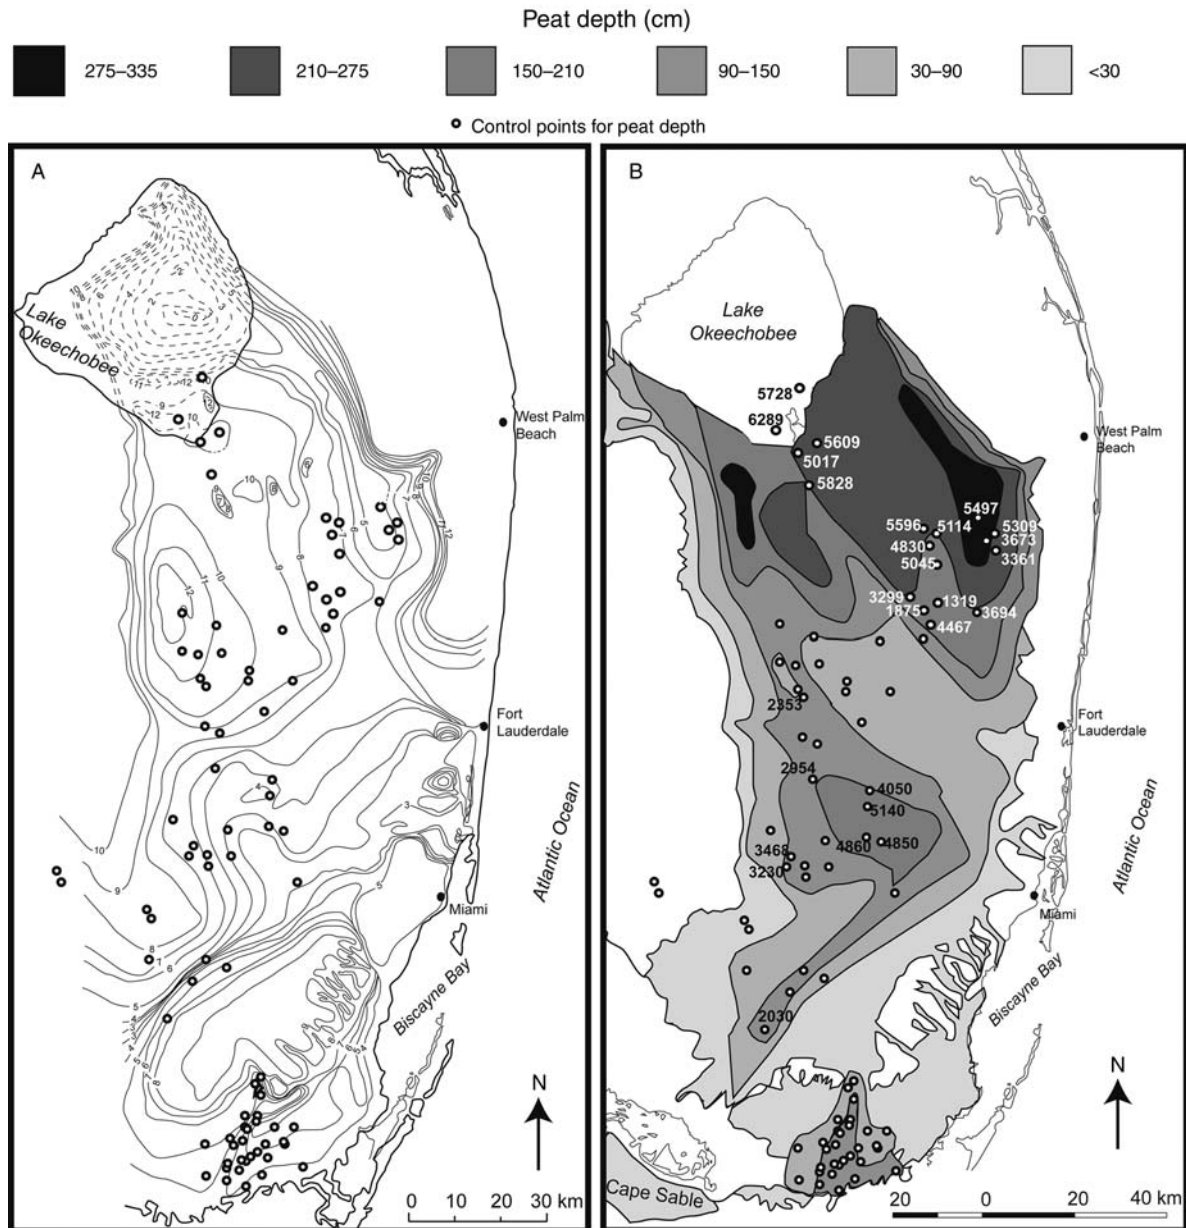 Peat depth (cm)
275–335 210–275 150–210 90–150 30–90 <30
Control points for peat depth
A
Lake
Okeechobee
West Palm
Beach
Fort
Lauderdale
Miami
Atlantic Ocean
Biscayne Bay
N
0 10 20 30 km
B
Lake
Okeechobee
5728
6289
5609
5017
5828
West Palm
Beach
5497
5596
5114
5309
4830
3673
5045
3361
3299
1319
1875
3694
4467
2353
Fort
Lauderdale
2954
4050
5140
4860
4850
3468
3230
Miami
Atlantic Ocean
2030
Biscayne Bay
N
Cape Sable
20 0 20 40 km